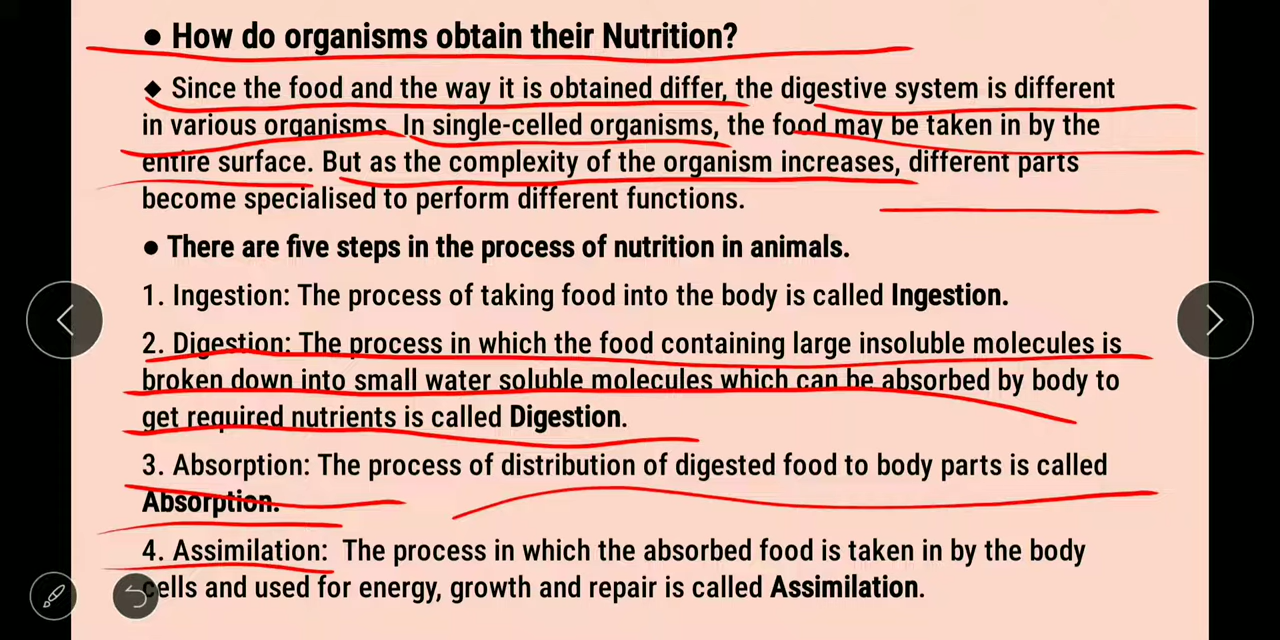 ● How do organisms obtain their Nutrition?
◆ Since the food and the way it is obtained differ, the digestive system is different
in various organisms. In single-celled organisms, the food may be taken in by the
entire surface. But as the complexity of the organism increases, different parts
become specialised to perform different functions.
● There are five steps in the process of nutrition in animals.
1. Ingestion: The process of taking food into the body is called Ingestion.
2. Digestion: The process in which the food containing large insoluble molecules is
broken down into small water soluble molecules which can be absorbed by body to
get required nutrients is called Digestion.
3. Absorption: The process of distribution of digested food to body parts is called
Absorption.
4. Assimilation: The process in which the absorbed food is taken in by the body
cells and used for energy, growth and repair is called Assimilation.